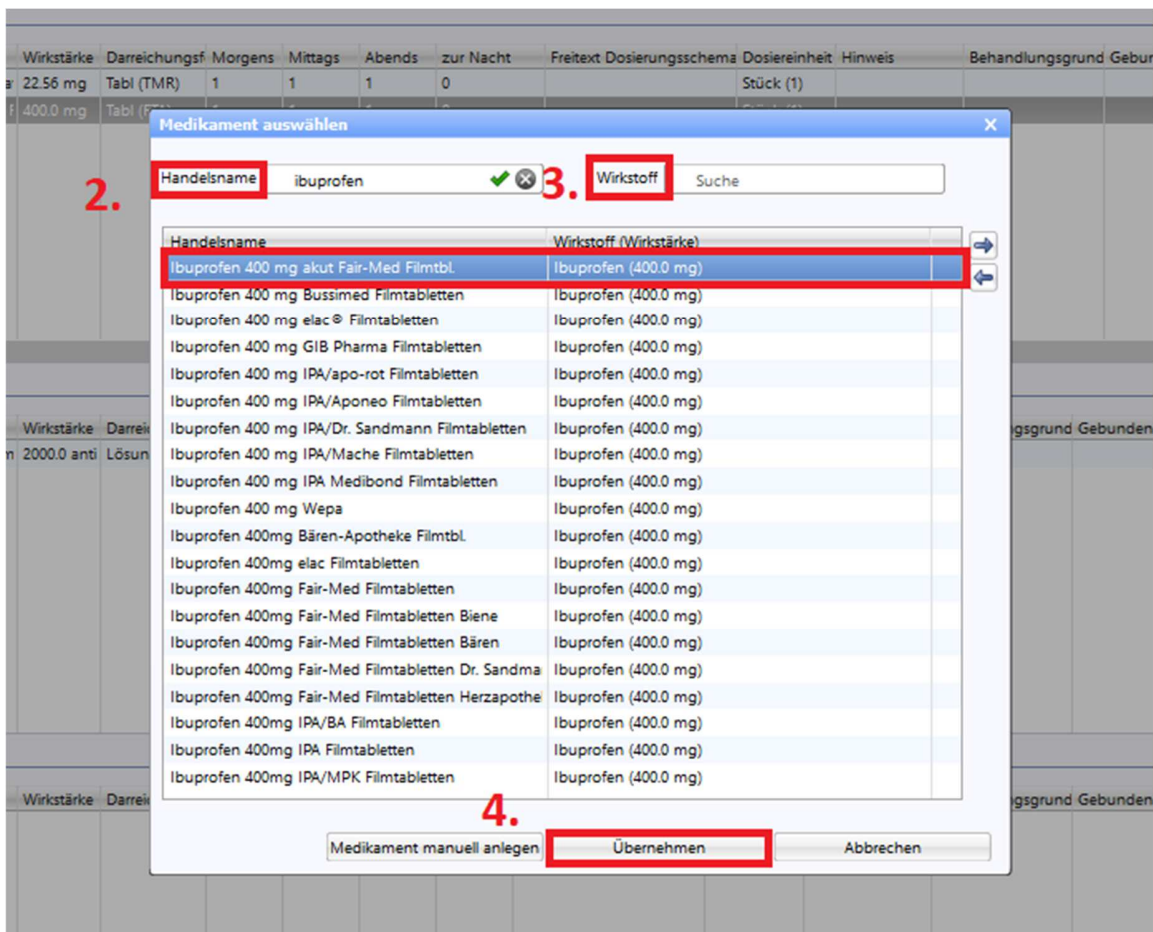 Wirkstärke Darreichungsf Morgens Mittags Abends zur Nacht Freitext Dosierungsschema Dosiereinheit Hinweis Behandlungsgrund Gebun
22.56 mg Tabl (TMR) 1 1 1 0 Stück (1)
400.0 mg Tabl
Medikament auswählen X
2. Handelsname ibuprofen 3. Wirkstoff Suche
Handelsname Wirkstoff (Wirkstärke)
Ibuprofen 400 mg akut Fair-Med Filmtbl. Ibuprofen (400.0 mg)
Ibuprofen 400 mg Bussimed Filmtabletten Ibuprofen (400.0 mg)
Ibuprofen 400 mg elac® Filmtabletten Ibuprofen (400.0 mg)
Ibuprofen 400 mg GIB Pharma Filmtabletten Ibuprofen (400.0 mg)
Ibuprofen 400 mg IPA/apo-rot Filmtabletten Ibuprofen (400.0 mg)
Ibuprofen 400 mg IPA/Aponeo Filmtabletten Ibuprofen (400.0 mg)
Wirkstärke Darrei Ibuprofen 400 mg IPA/Dr. Sandmann Filmtabletten Ibuprofen (400.0 mg) gsgrund Gebunden
2000.0 anti Lösun Ibuprofen 400 mg IPA/Mache Filmtabletten Ibuprofen (400.0 mg)
Ibuprofen 400 mg IPA Medibond Filmtabletten Ibuprofen (400.0 mg)
Ibuprofen 400 mg Wepa Ibuprofen (400.0 mg)
Ibuprofen 400mg Bären-Apotheke Filmtbl. Ibuprofen (400.0 mg)
Ibuprofen 400mg elac Filmtabletten Ibuprofen (400.0 mg)
Ibuprofen 400mg Fair-Med Filmtabletten Ibuprofen (400.0 mg)
Ibuprofen 400mg Fair-Med Filmtabletten Biene Ibuprofen (400.0 mg)
Ibuprofen 400mg Fair-Med Filmtabletten Bären Ibuprofen (400.0 mg)
Ibuprofen 400mg Fair-Med Filmtabletten Dr. Sandma Ibuprofen (400.0 mg)
Ibuprofen 400mg Fair-Med Filmtabletten Herzapothe Ibuprofen (400.0 mg)
Ibuprofen 400mg IPA/BA Filmtabletten Ibuprofen (400.0 mg)
Ibuprofen 400mg IPA Filmtabletten Ibuprofen (400.0 mg)
Ibuprofen 400mg IPA/MPK Filmtabletten Ibuprofen (400.0 mg)
Wirkstärke Darrei gsgrund Gebunden
4.
Medikament manuell anlegen Übernehmen Abbrechen